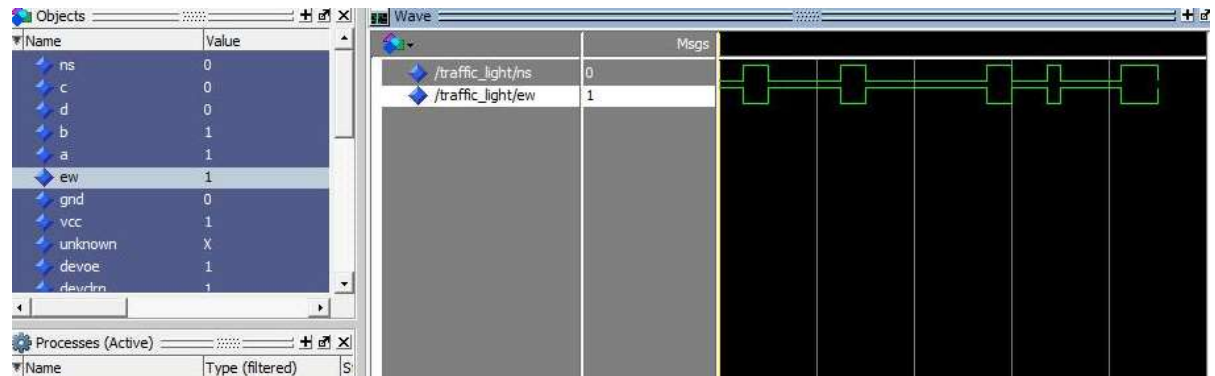 Objects
Name Value
ns 0
c 0
d 0
b 1
a 1
ew 1
gnd 0
vcc 1
unknown X
devoe 1
devclrn 1
Processes (Active)
Name Type (filtered) S
Wave
Msgs
/traffic_light/ns 0
/traffic_light/ew 1